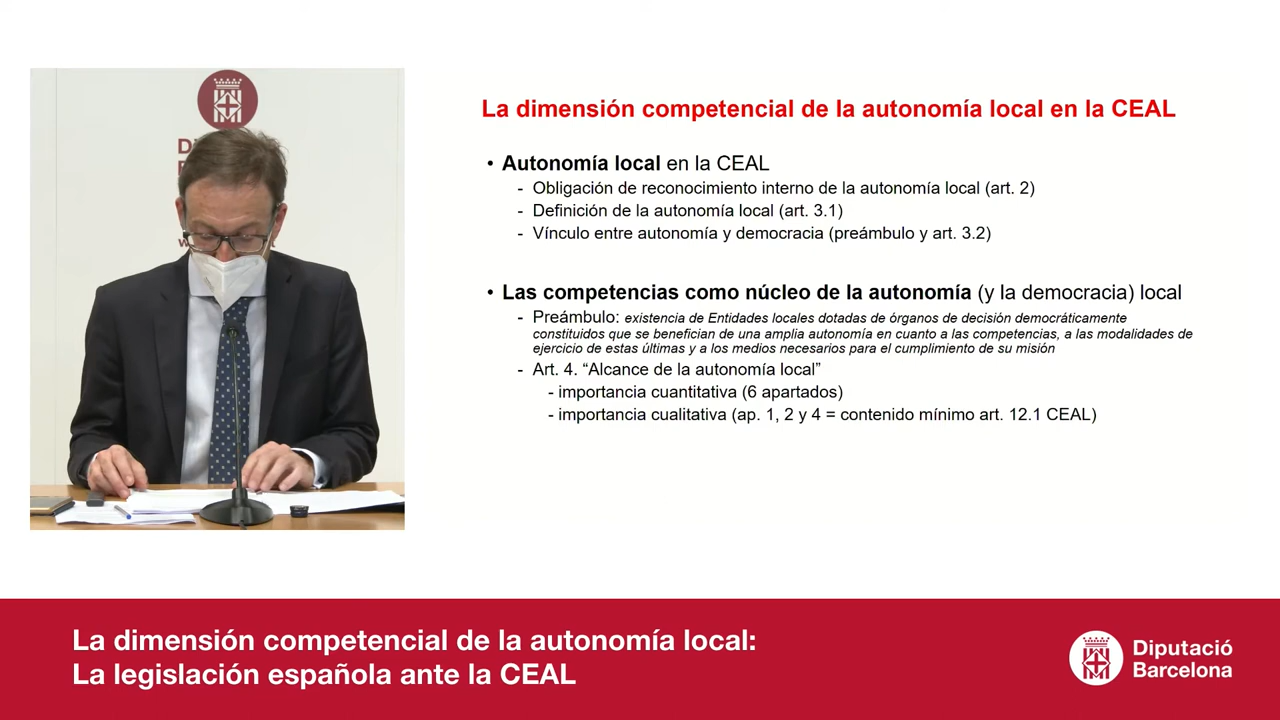 La dimensión competencial de la autonomía local en la CEAL
• Autonomía local en la CEAL
- Obligación de reconocimiento interno de la autonomía local (art. 2)
- Definición de la autonomía local (art. 3.1)
- Vínculo entre autonomía y democracia (preámbulo y art. 3.2)
• Las competencias como núcleo de la autonomía (y la democracia) local
- Preámbulo: existencia de Entidades locales dotadas de órganos de decisión democráticamente
constituidos que se benefician de una amplia autonomía en cuanto a las competencias, a las modalidades de
ejercicio de estas últimas y a los medios necesarios para el cumplimiento de su misión
- Art. 4. “Alcance de la autonomía local”
- importancia cuantitativa (6 apartados)
- importancia cualitativa (ap. 1, 2 y 4 = contenido mínimo art. 12.1 CEAL)
La dimensión competencial de la autonomía local:
La legislación española ante la CEAL
Diputació
Barcelona